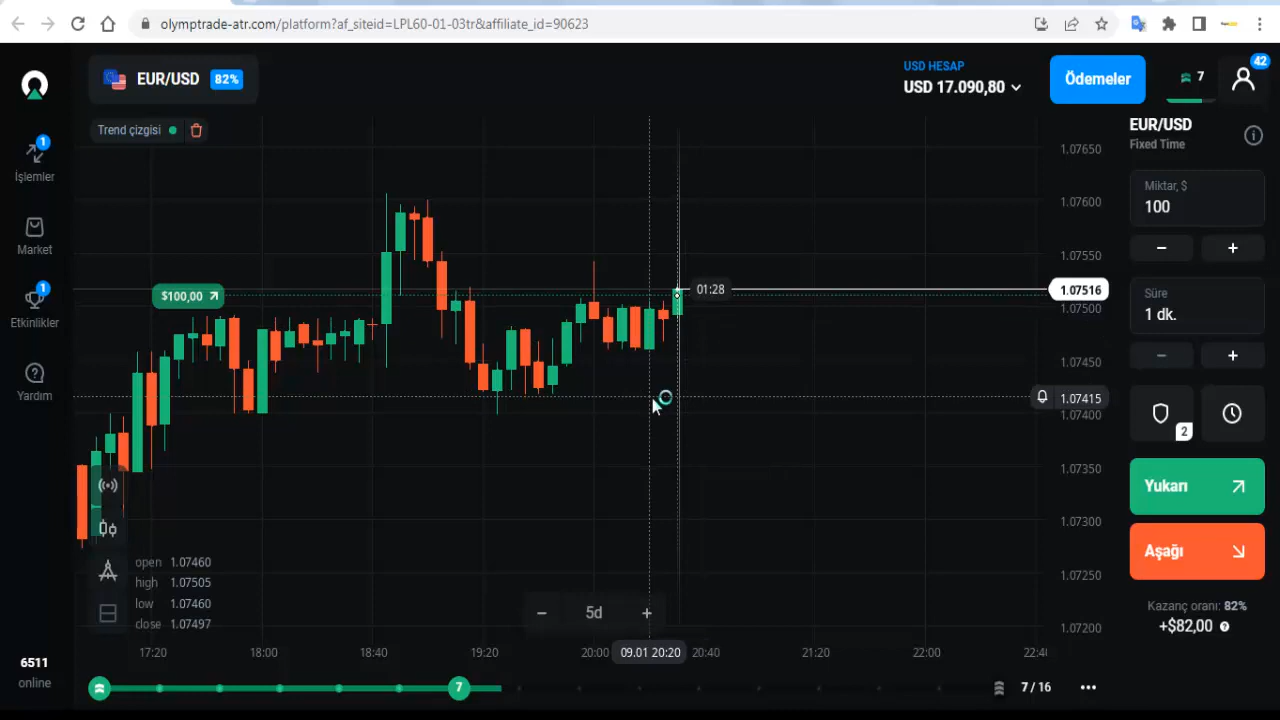 olymptrade-atr.com/platform?af_siteid=LPL60-01-03tr&affiliate_id=90623
EUR/USD 82%
USD HESAP
USD 17.090,80
Ödemeler
7
42
Trend çizgisi
1
İşlemler
Market
1
Etkinlikler
Yardım
6511
online
$100,00
01:28
open 1.07460
high 1.07505
low 1.07460
close 1.07497
5d
1.07650
1.07600
1.07550
1.07516
1.07500
1.07450
1.07415
1.07400
1.07350
1.07300
1.07250
1.07200
17:20
18:00
18:40
19:20
20:00
09.01 20:20
20:40
21:20
22:00
22:4
7
7 / 16
EUR/USD
Fixed Time
Miktar, $
100
Süre
1 dk.
2
Yukarı
Aşağı
Kazanç oranı: 82%
+$82,00